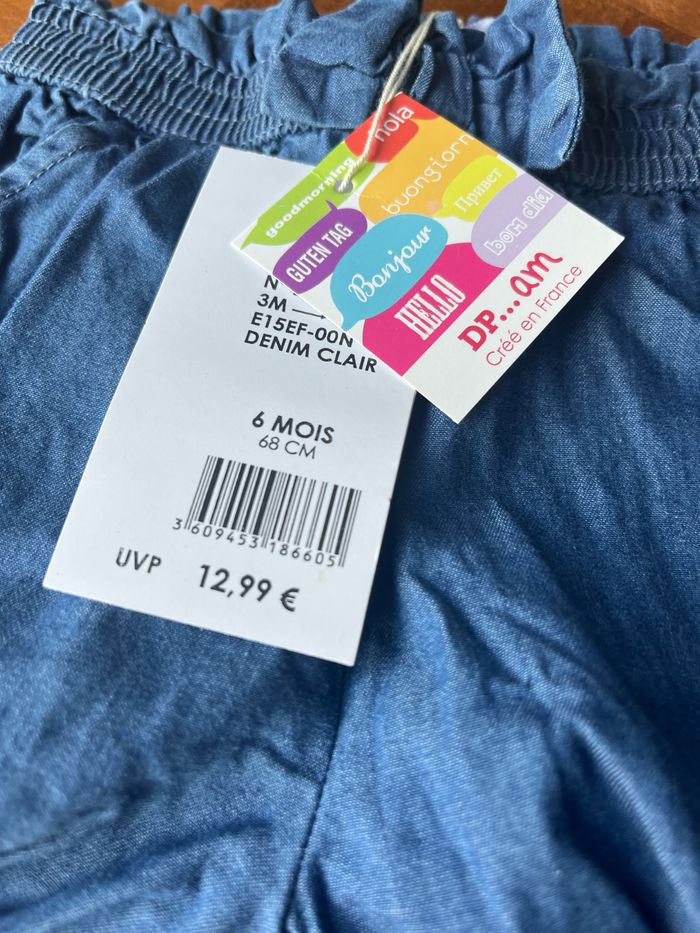 hola
goodmorning
buongiorn
Привет
GUTEN TAG
bom dia
Bonjour
HELLO
DP...am
Créé en France
N
3M →
E15EF-00N
DENIM CLAIR
6 MOIS
68 CM
3 609453 186605
UVP 12,99 €